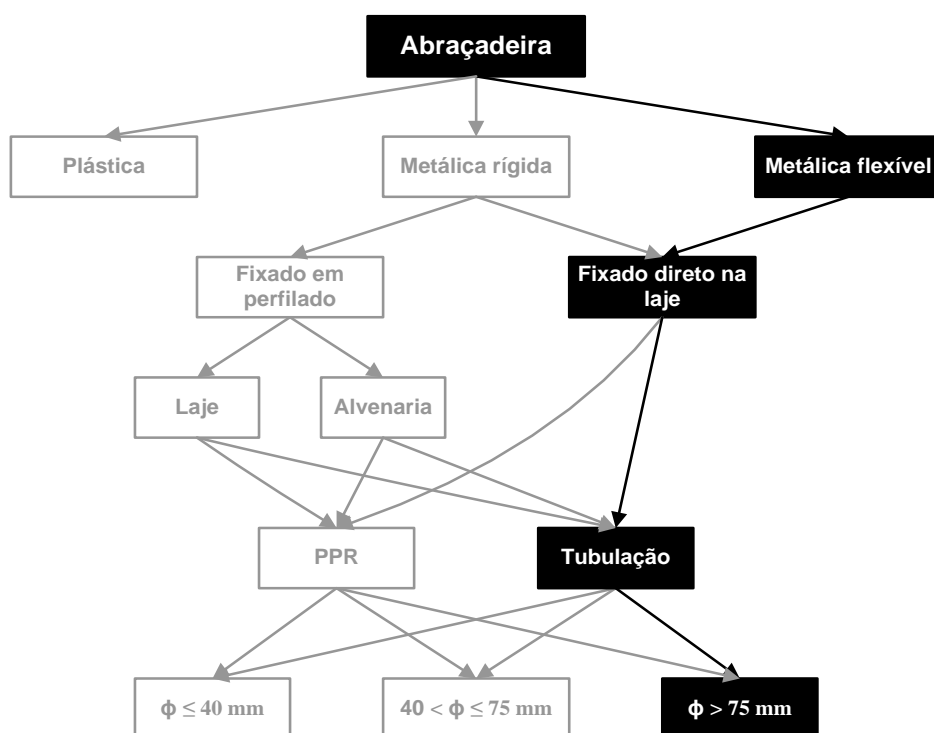 Abraçadeira
Plástica
Metálica rígida
Metálica flexível
Fixado em
perfilado
Fixado direto na
laje
Laje
Alvenaria
PPR
Tubulação
ϕ ≤ 40 mm
40 < ϕ ≤ 75 mm
ϕ > 75 mm